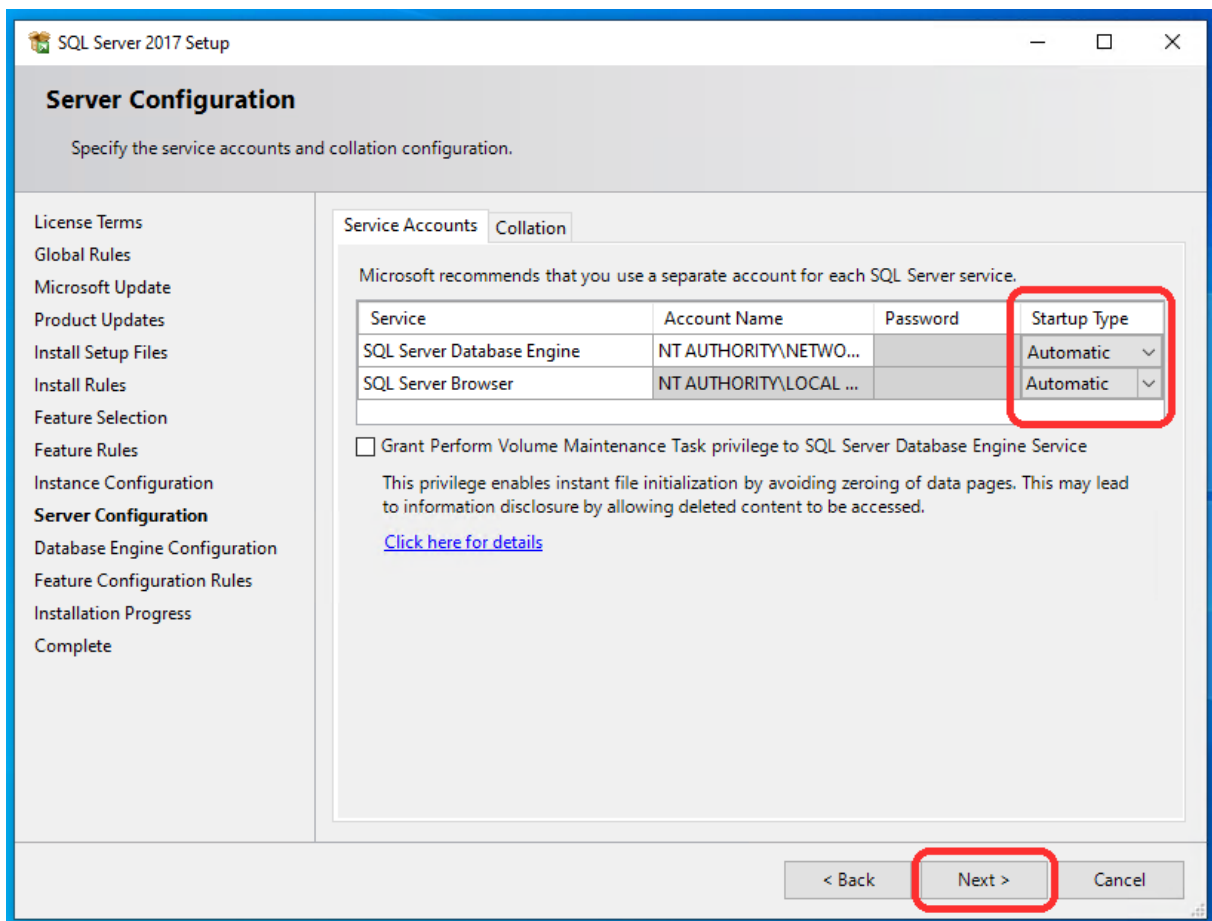 SQL Server 2017 Setup
Server Configuration
Specify the service accounts and collation configuration.
License Terms
Global Rules
Microsoft Update
Product Updates
Install Setup Files
Install Rules
Feature Selection
Feature Rules
Instance Configuration
Server Configuration
Database Engine Configuration
Feature Configuration Rules
Installation Progress
Complete
Service Accounts Collation
Microsoft recommends that you use a separate account for each SQL Server service.
Service Account Name Password Startup Type
SQL Server Database Engine NT AUTHORITY\NETWO... Automatic
SQL Server Browser NT AUTHORITY\LOCAL ... Automatic
Grant Perform Volume Maintenance Task privilege to SQL Server Database Engine Service
This privilege enables instant file initialization by avoiding zeroing of data pages. This may lead
to information disclosure by allowing deleted content to be accessed.
Click here for details
< Back Next > Cancel